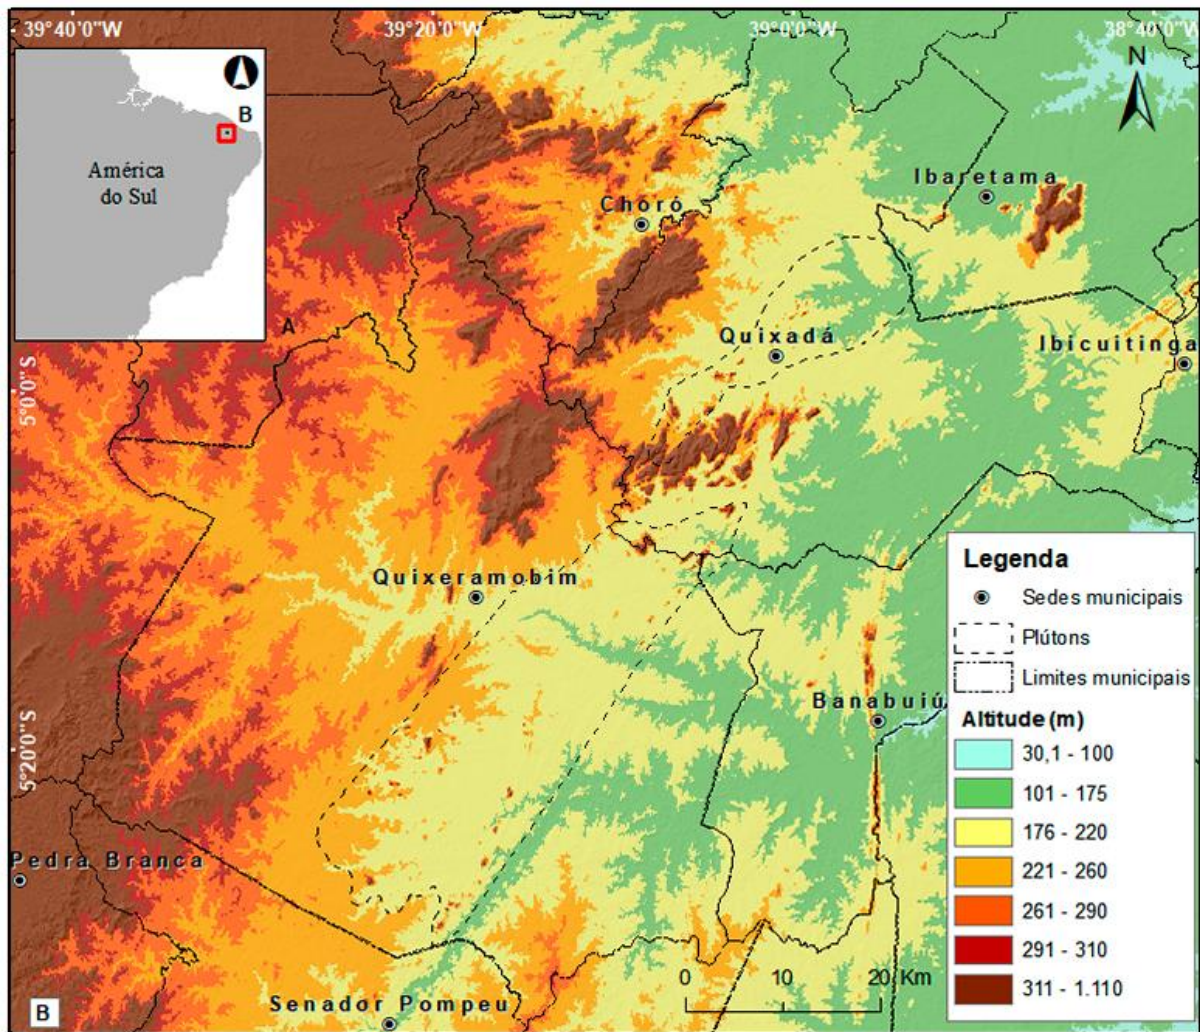 39°40'0"W
39°20'0"W
39°0'0"W
38°40'0"W
N
B
América
do Sul
Ibaretama
Choró
A
Quixadá
Ibicuitinga
5°0'0"S
Quixeramobim
Legenda
Sedes municipais
Plútons
Limites municipais
Banabuiú
5°20'0"S
Altitude (m)
30,1 - 100
101 - 175
176 - 220
221 - 260
261 - 290
291 - 310
311 - 1.110
Pedra Branca
0 10 20 Km
Senador Pompeu
B